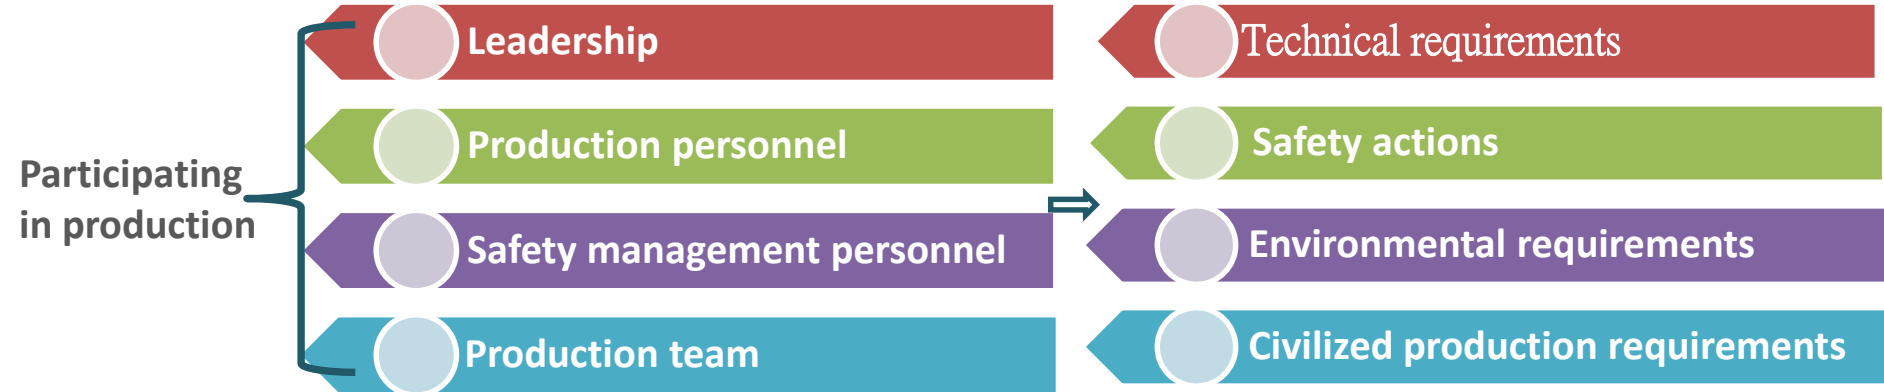 Participating
in production
Leadership
Production personnel
Safety management personnel
Production team
Technical requirements
Safety actions
Environmental requirements
Civilized production requirements